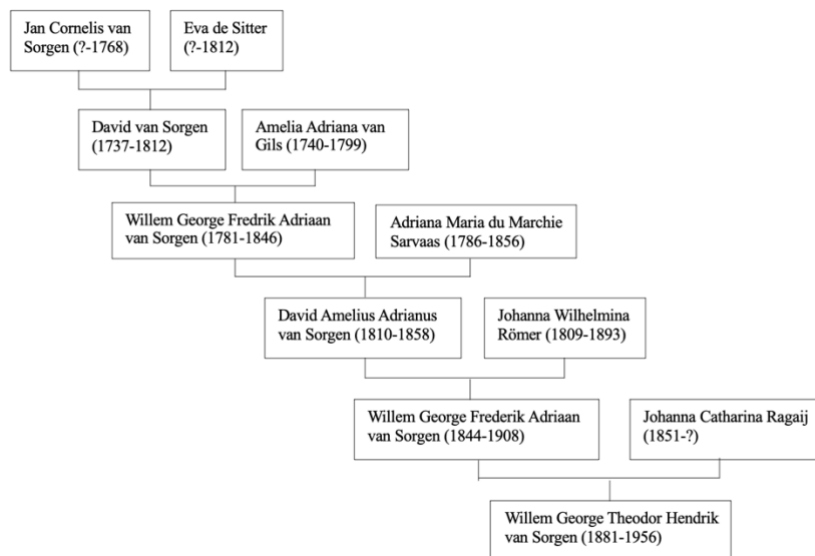 Jan Cornelis van
Sorgen (?-1768)
Eva de Sitter
(?-1812)
David van Sorgen
(1737-1812)
Amelia Adriana van
Gils (1740-1799)
Willem George Fredrik Adriaan
van Sorgen (1781-1846)
Adriana Maria du Marchie
Sarvaas (1786-1856)
David Amelius Adrianus
van Sorgen (1810-1858)
Johanna Wilhelmina
Römer (1809-1893)
Willem George Frederik Adriaan
van Sorgen (1844-1908)
Johanna Catharina Ragaij
(1851-?)
Willem George Theodor Hendrik
van Sorgen (1881-1956)